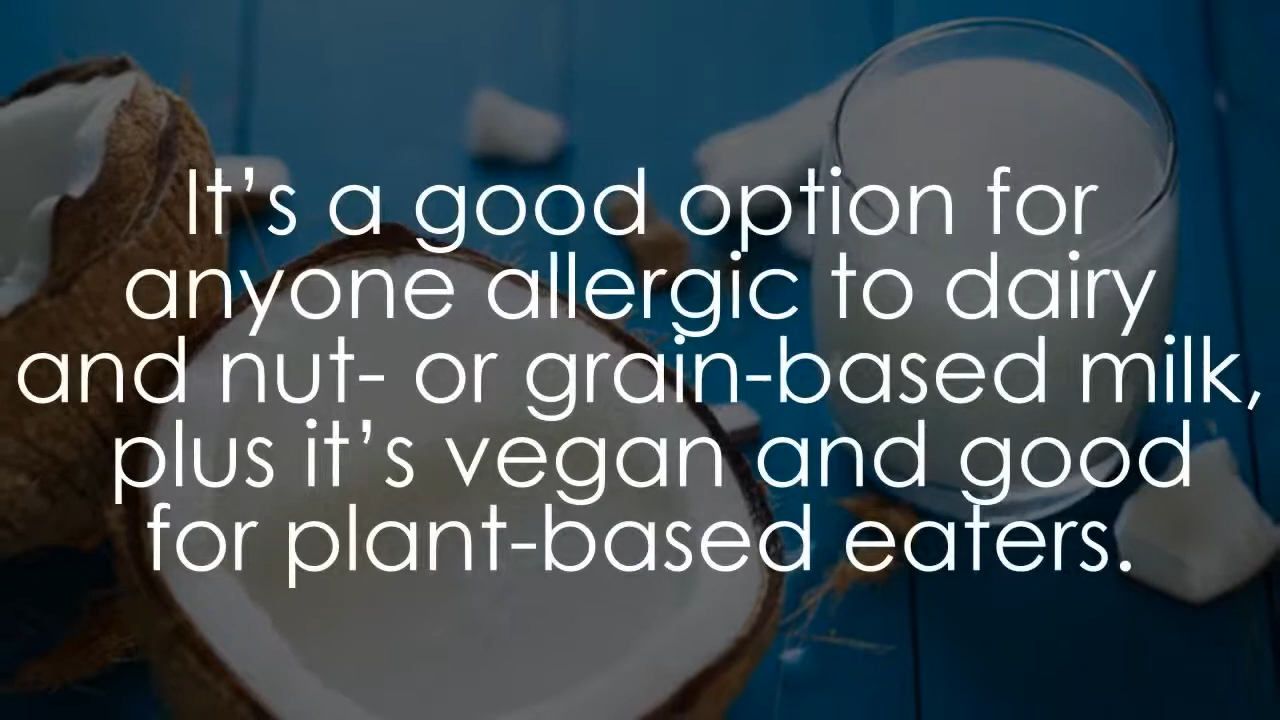 It’s a good option for
anyone allergic to dairy
and nut- or grain-based milk,
plus it’s vegan and good
for plant-based eaters.